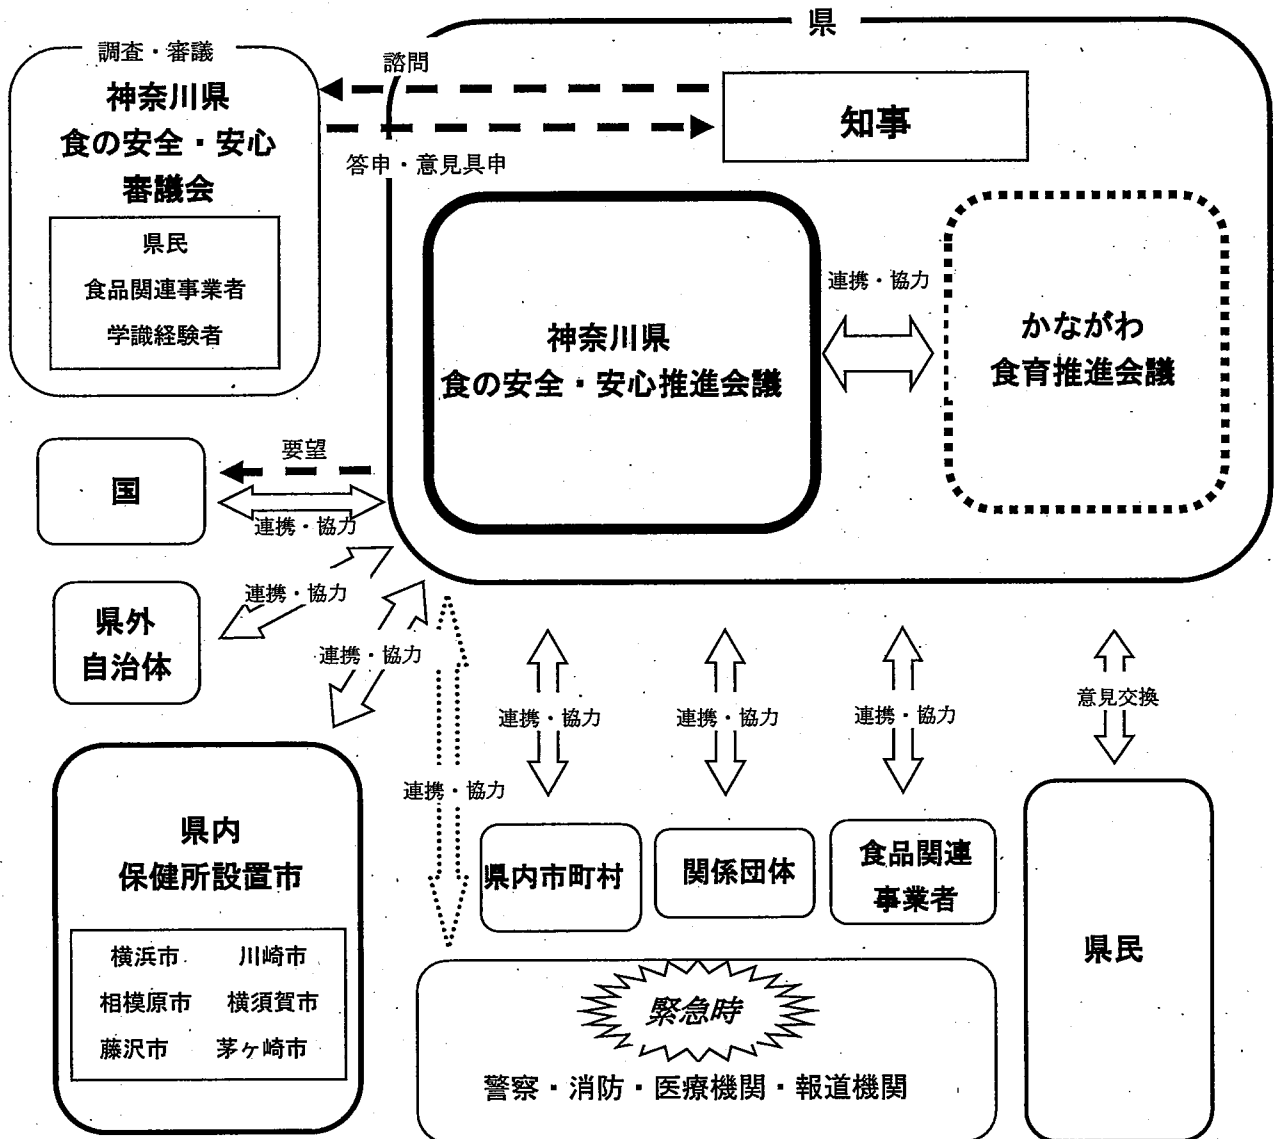 県
調査・審議
神奈川県
食の安全・安心
審議会
県民
食品関連事業者
学識経験者
諮問
答申・意見具申
知事
神奈川県
食の安全・安心推進会議
連携・協力
かながわ
食育推進会議
国
要望
連携・協力
県外
自治体
連携・協力
連携・協力
連携・協力
連携・協力
連携・協力
連携・協力
意見交換
県内
保健所設置市
横浜市 川崎市
相模原市 横須賀市
藤沢市 茅ヶ崎市
県内市町村
関係団体
食品関連
事業者
県民
緊急時
警察・消防・医療機関・報道機関